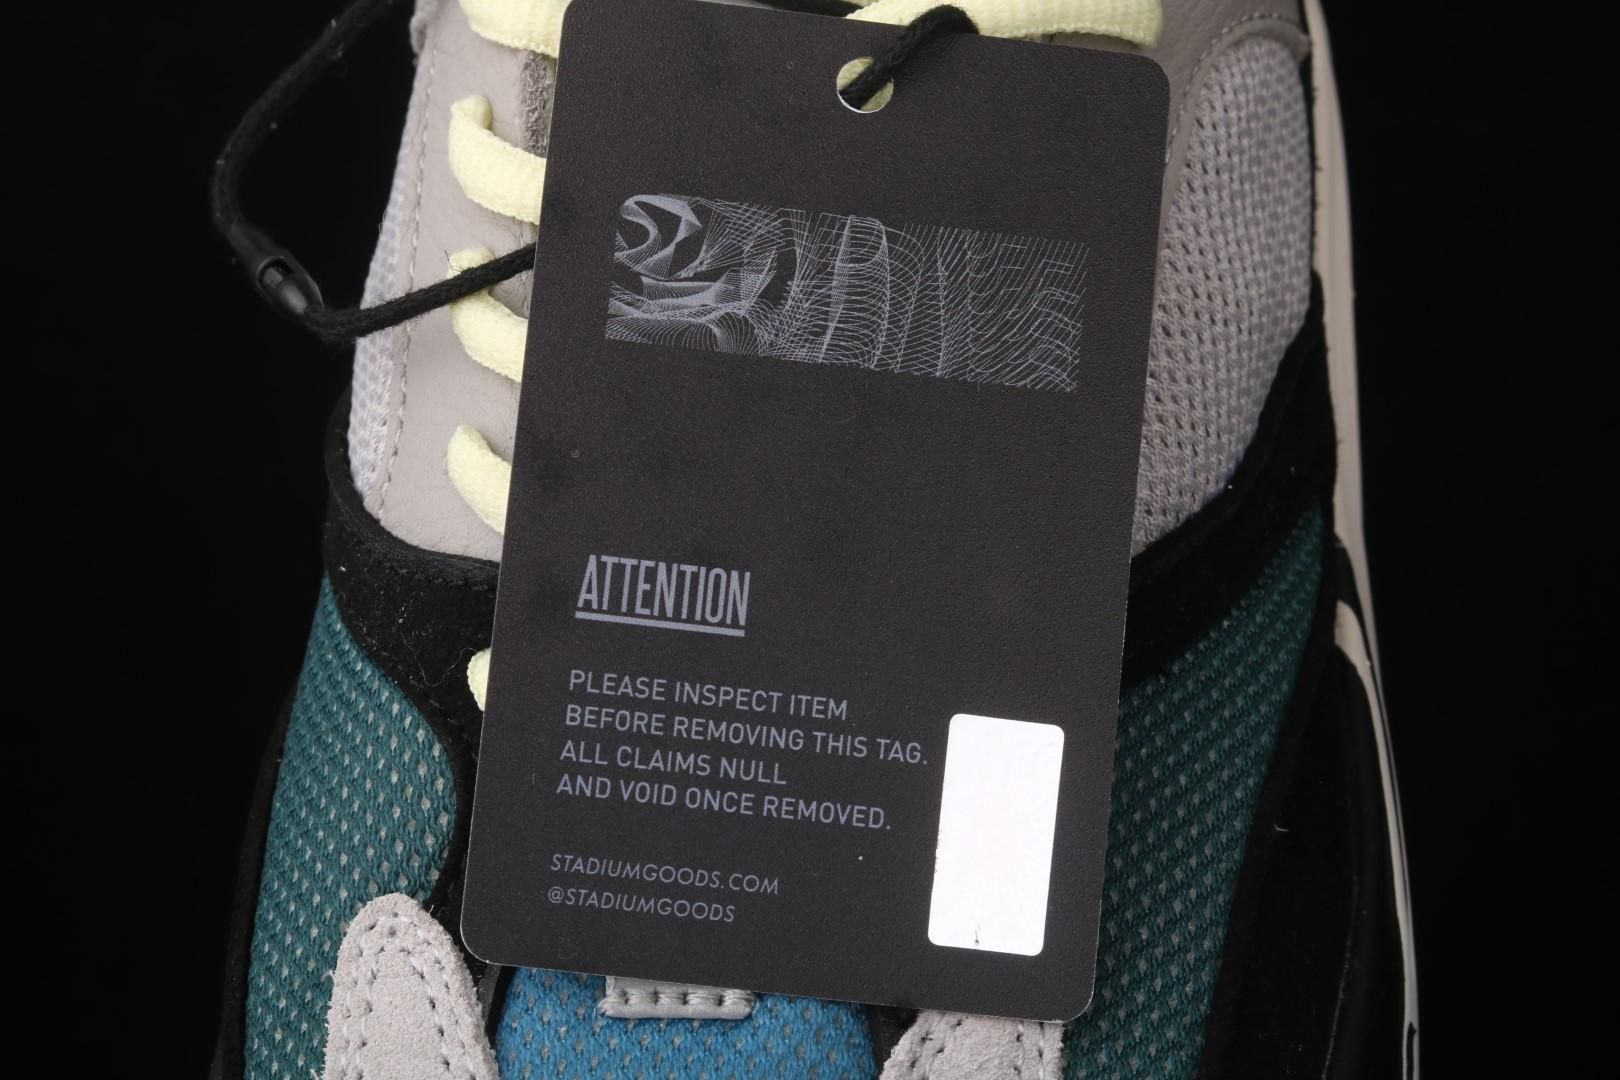 ATTENTION
PLEASE INSPECT ITEM
BEFORE REMOVING THIS TAG.
ALL CLAIMS NULL
AND VOID ONCE REMOVED.
STADIUMGOODS.COM
@STADIUMGOODS